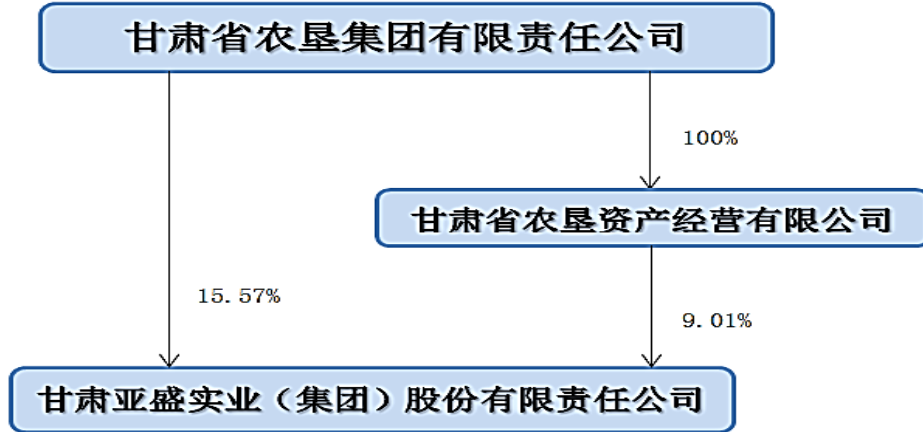 甘肃省农垦集团有限责任公司
100%
甘肃省农垦资产经营有限公司
15.57%
9.01%
甘肃亚盛实业（集团）股份有限责任公司